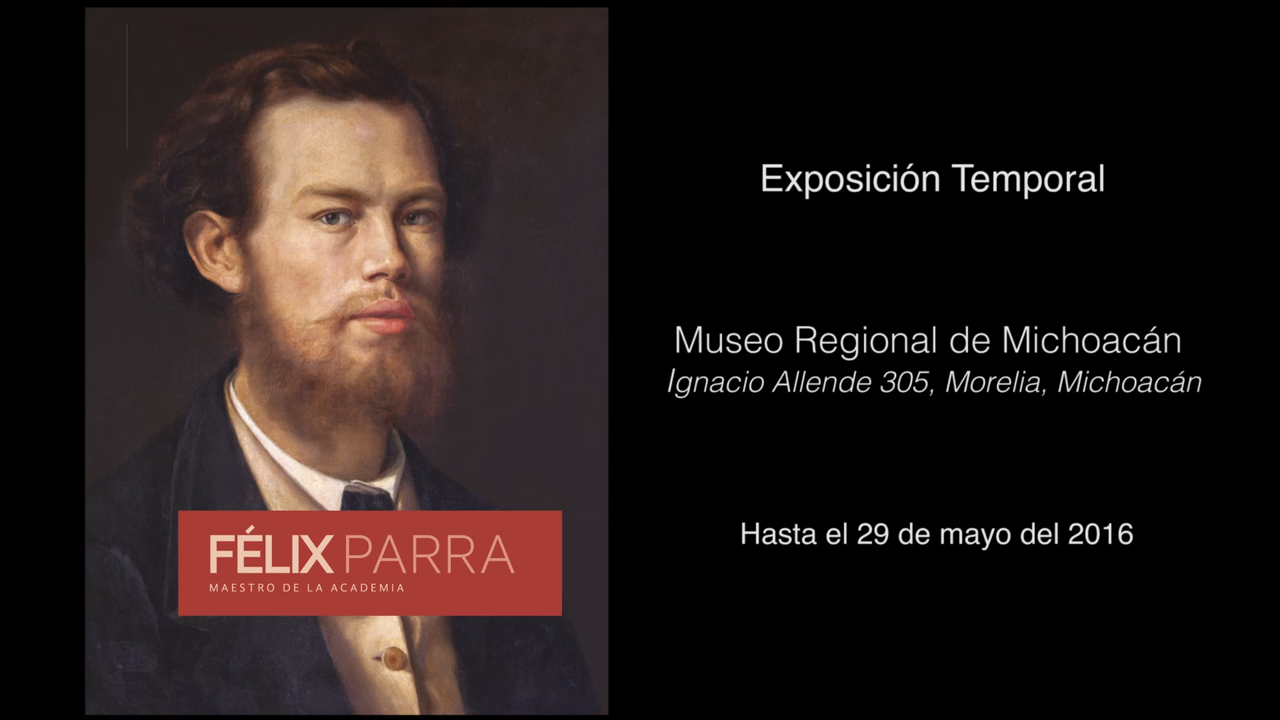 FÉLIX PARRA
MAESTRO DE LA ACADEMIA
Exposición Temporal
Museo Regional de Michoacán
Ignacio Allende 305, Morelia, Michoacán
Hasta el 29 de mayo del 2016